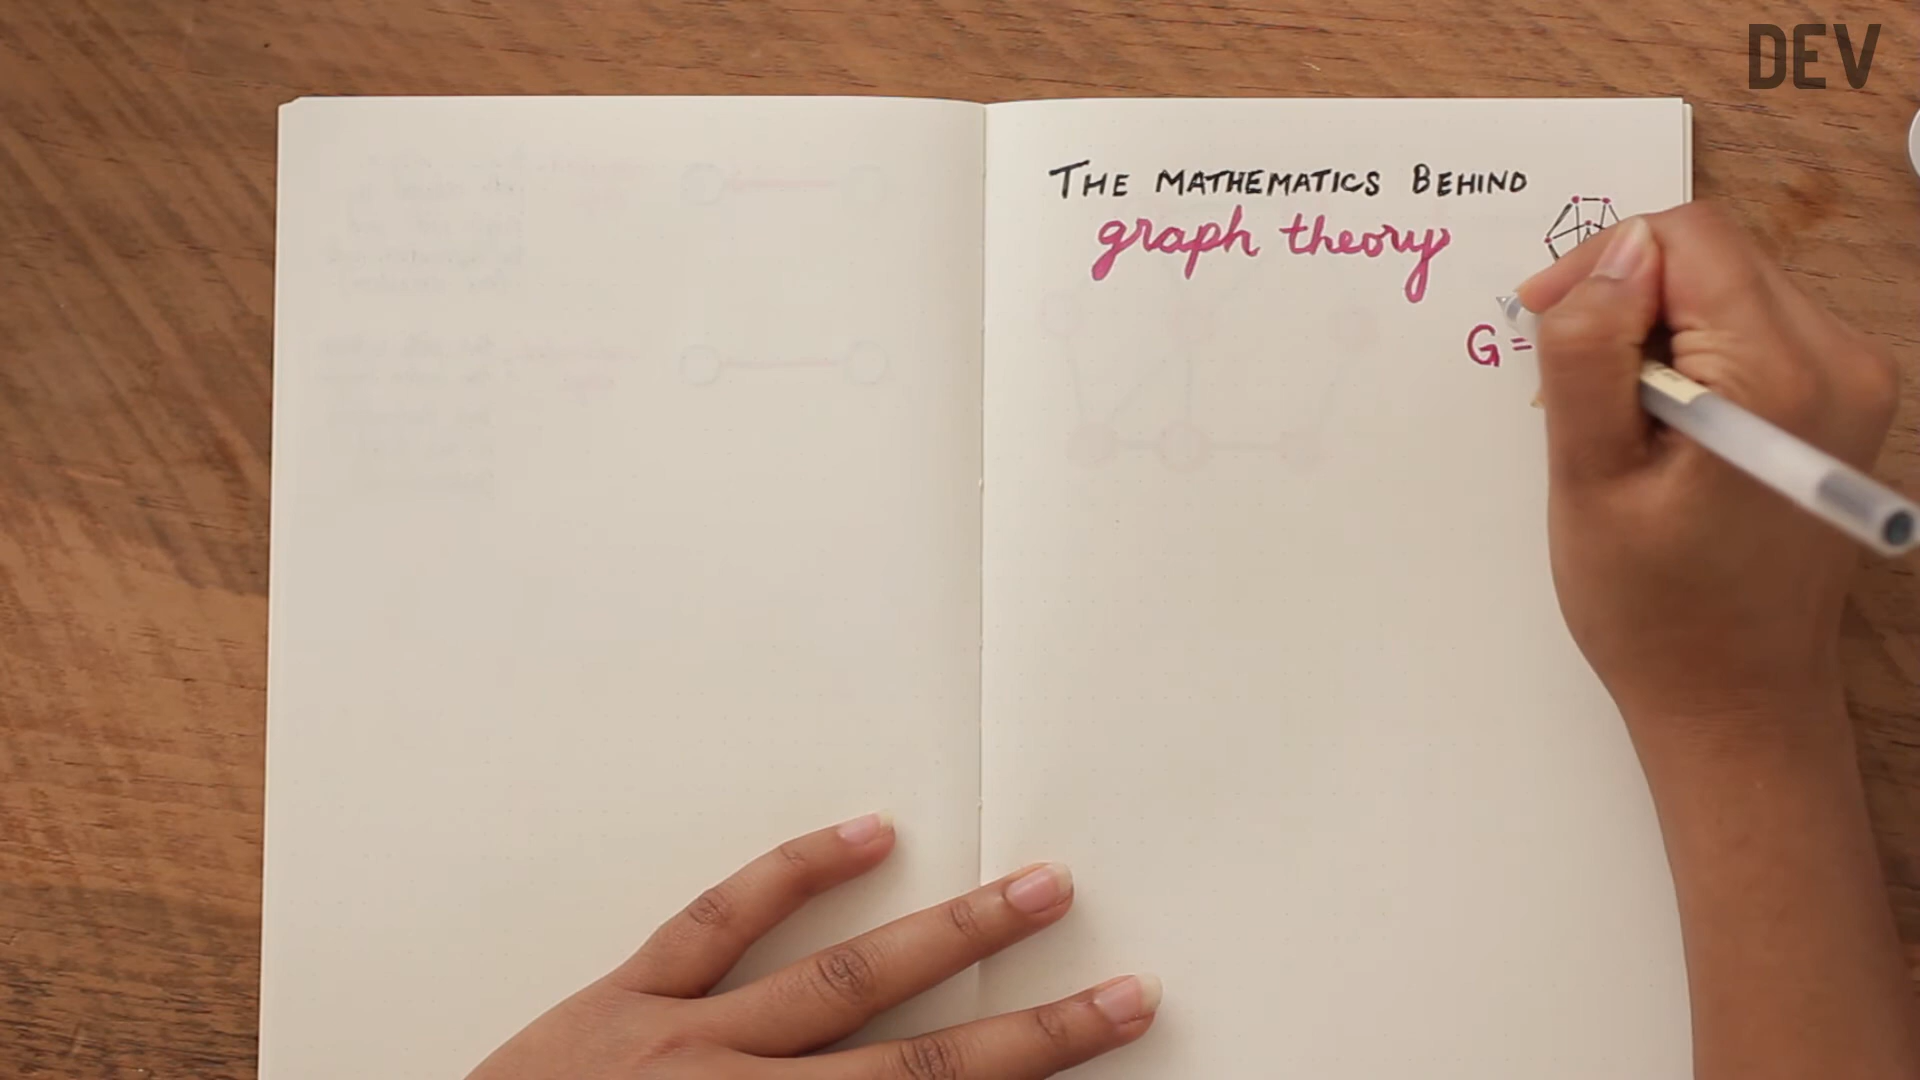 DEV
THE MATHEMATICS BEHIND
graph theory
G =